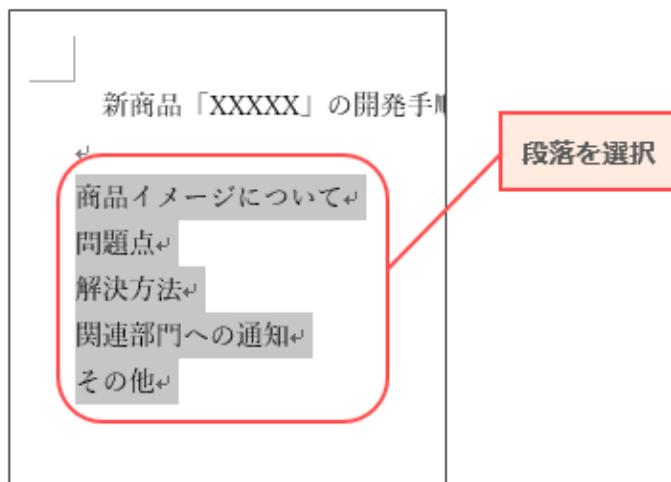 新商品「XXXXX」の開発手
商品イメージについて
問題点
解決方法
関連部門への通知
その他
段落を選択